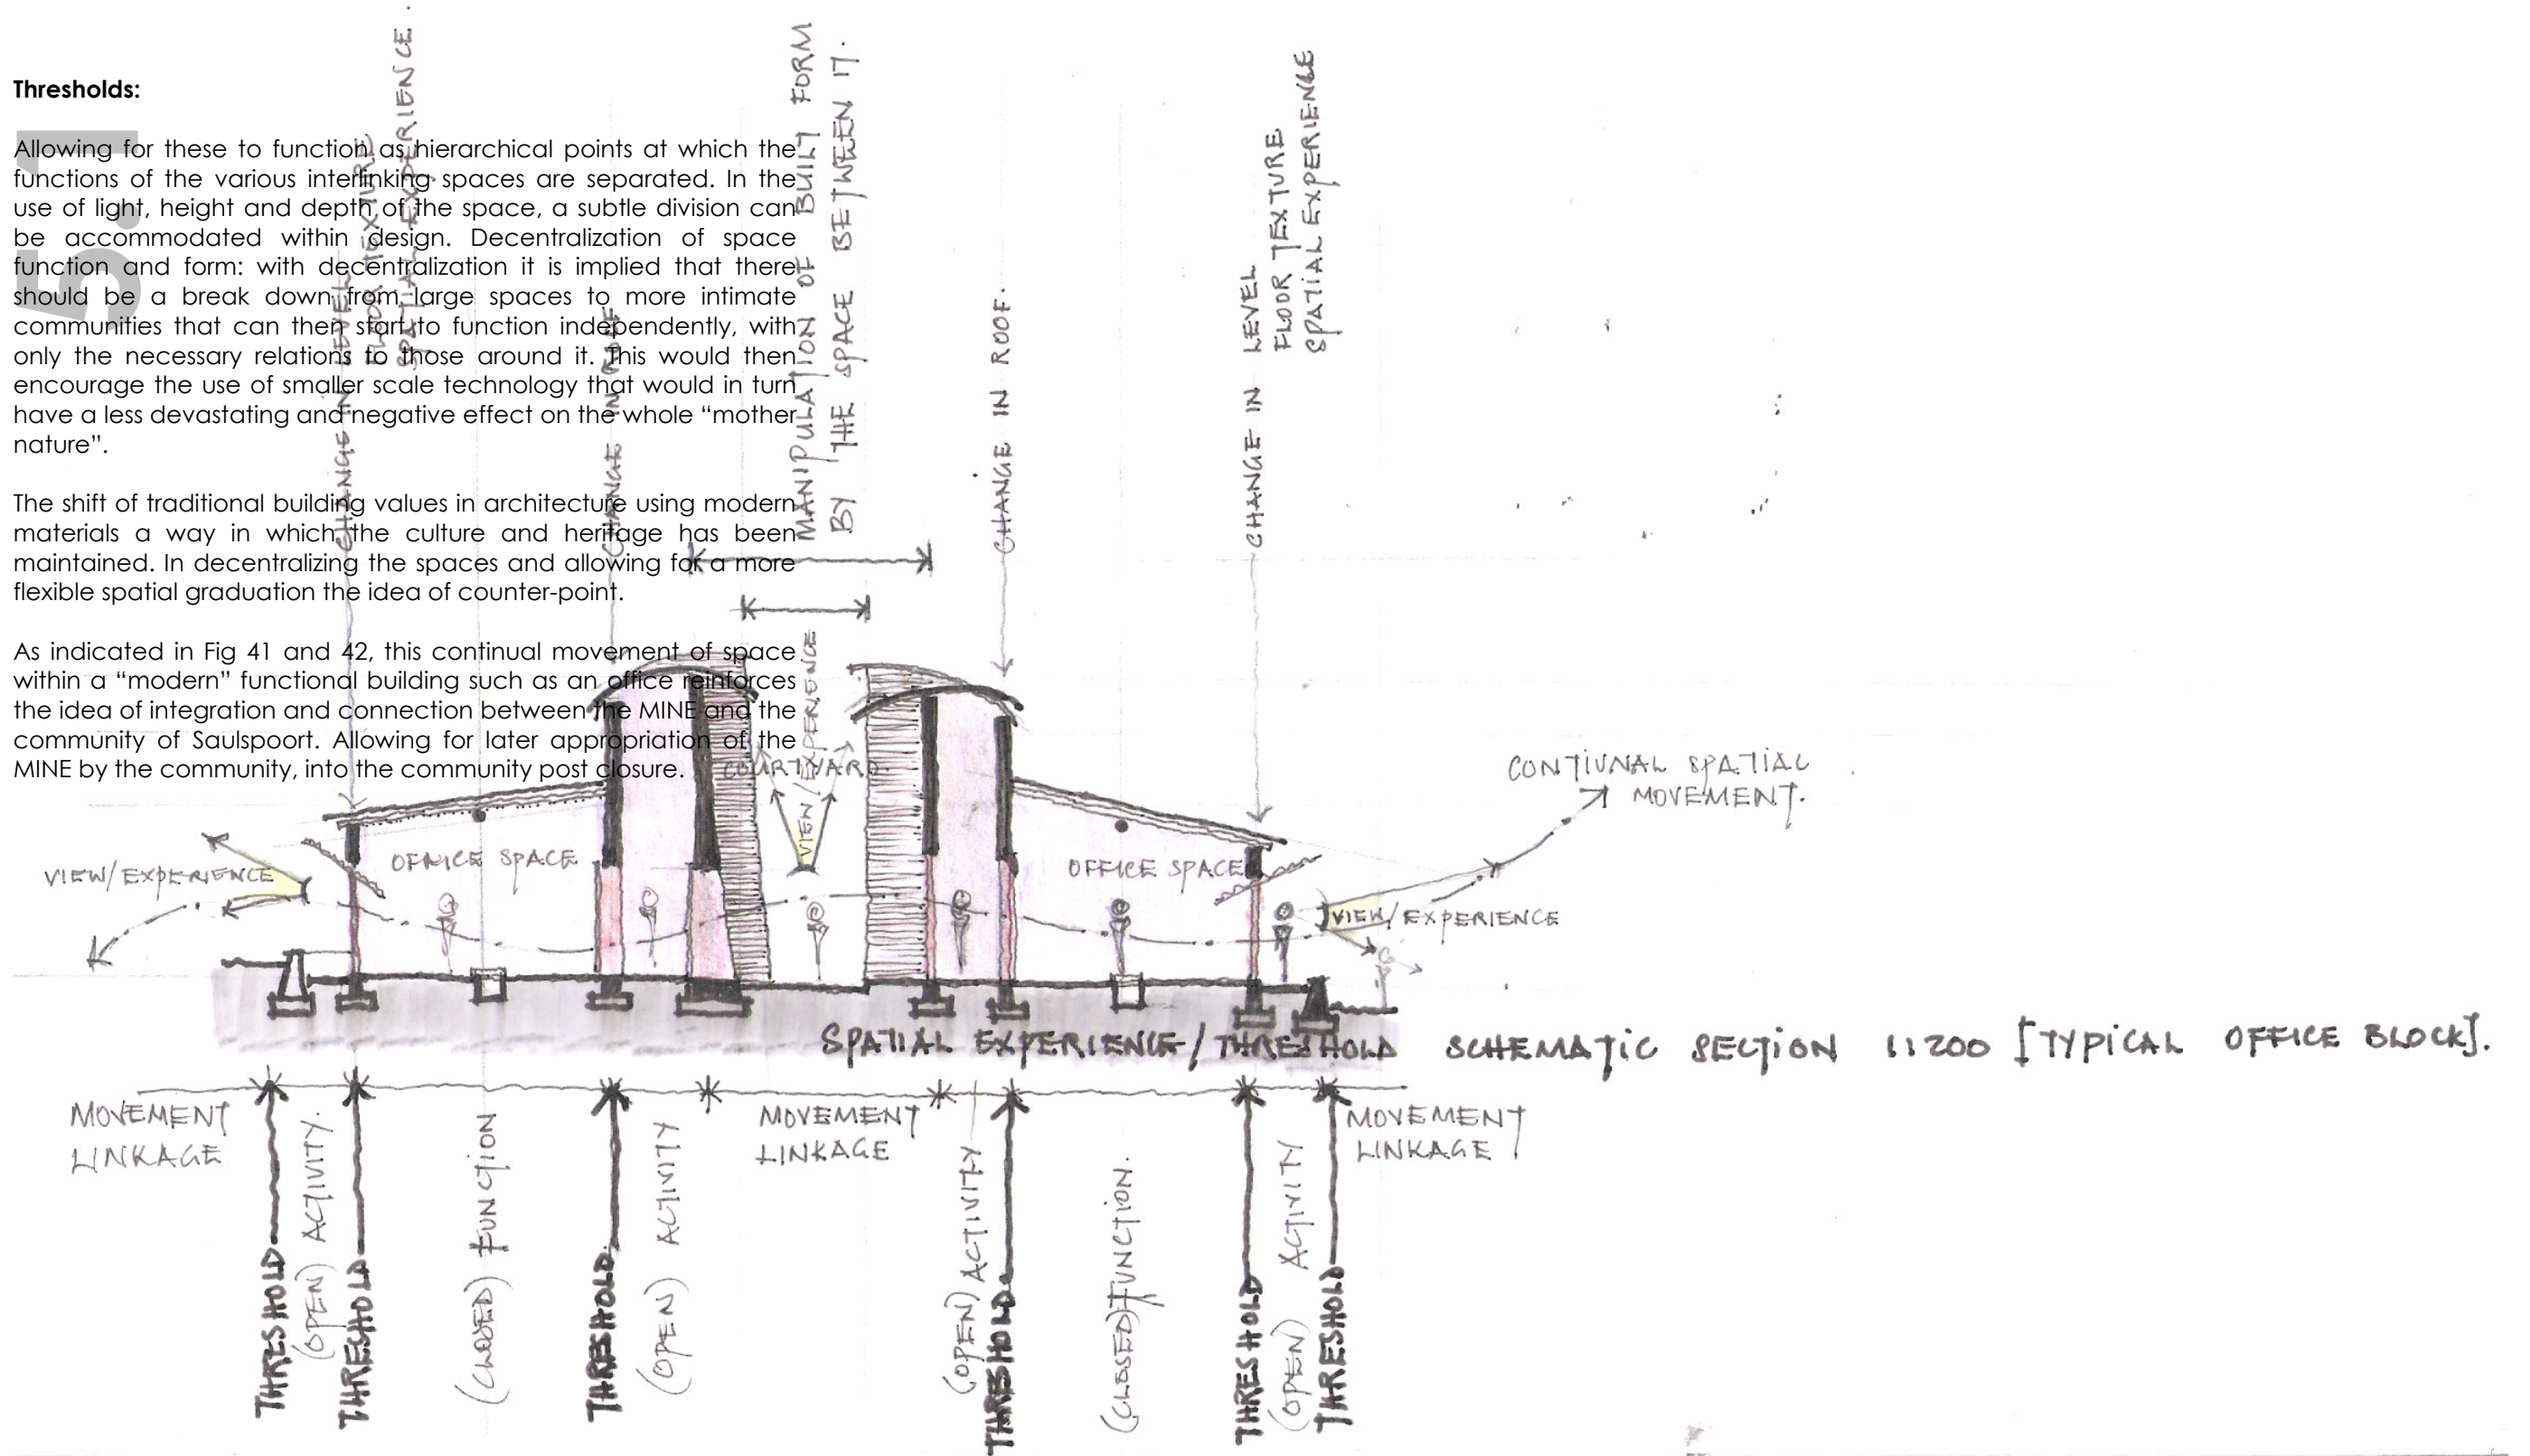 Thresholds:
5.1
Allowing for these to function as hierarchical points at which the
functions of the various interlinking spaces are separated. In the
use of light, height and depth of the space, a subtle division can
be accommodated within design. Decentralization of space
function and form: with decentralization it is implied that there
should be a break down from large spaces to more intimate
communities that can then start to function independently, with
only the necessary relations to those around it. This would then
encourage the use of smaller scale technology that would in turn
have a less devastating and negative effect on the whole “mother
nature”.
The shift of traditional building values in architecture using modern
materials a way in which the culture and heritage has been
maintained. In decentralizing the spaces and allowing for a more
flexible spatial graduation the idea of counter-point.
As indicated in Fig 41 and 42, this continual movement of space
within a “modern” functional building such as an office reinforces
the idea of integration and connection between the MINE and the
community of Saulspoort. Allowing for later appropriation of the
MINE by the community, into the community post closure.
CHANGE IN LEVEL
FLOOR TEXTURE
SPATIAL EXPERIENCE.
CHANGE IN ROOF
MANIPULATION OF BUILT FORM
BY THE SPACE BETWEEN IT.
CHANGE IN ROOF.
CHANGE IN LEVEL
FLOOR TEXTURE
SPATIAL EXPERIENCE
COURTYARD.
VIEW/EXPERIENCE
CONTIUNAL SPATIAL
MOVEMENT.
VIEW/EXPERIENCE
OFFICE SPACE
OFFICE SPACE
VIEW/EXPERIENCE
SPATIAL EXPERIENCE/THRESHOLD SCHEMATIC SECTION 1:200 [TYPICAL OFFICE BLOCK].
MOVEMENT
LINKAGE
MOVEMENT
LINKAGE
MOVEMENT
LINKAGE
THRESHOLD
(OPEN) ACTIVITY.
THRESHOLD
(CLOSED) FUNCTION
THRESHOLD.
(OPEN) ACTIVITY
(OPEN) ACTIVITY
THRESHOLD.
(CLOSED) FUNCTION.
THRESHOLD
(OPEN) ACTIVITY
THRESHOLD